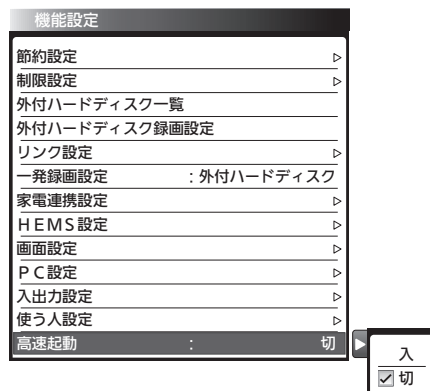 機能設定
節約設定
制限設定
外付ハードディスク一覧
外付ハードディスク録画設定
リンク設定
一発録画設定 :外付ハードディスク
家電連携設定
HEMS設定
画面設定
PC設定
入出力設定
使う人設定
高速起動 : 切
入
切